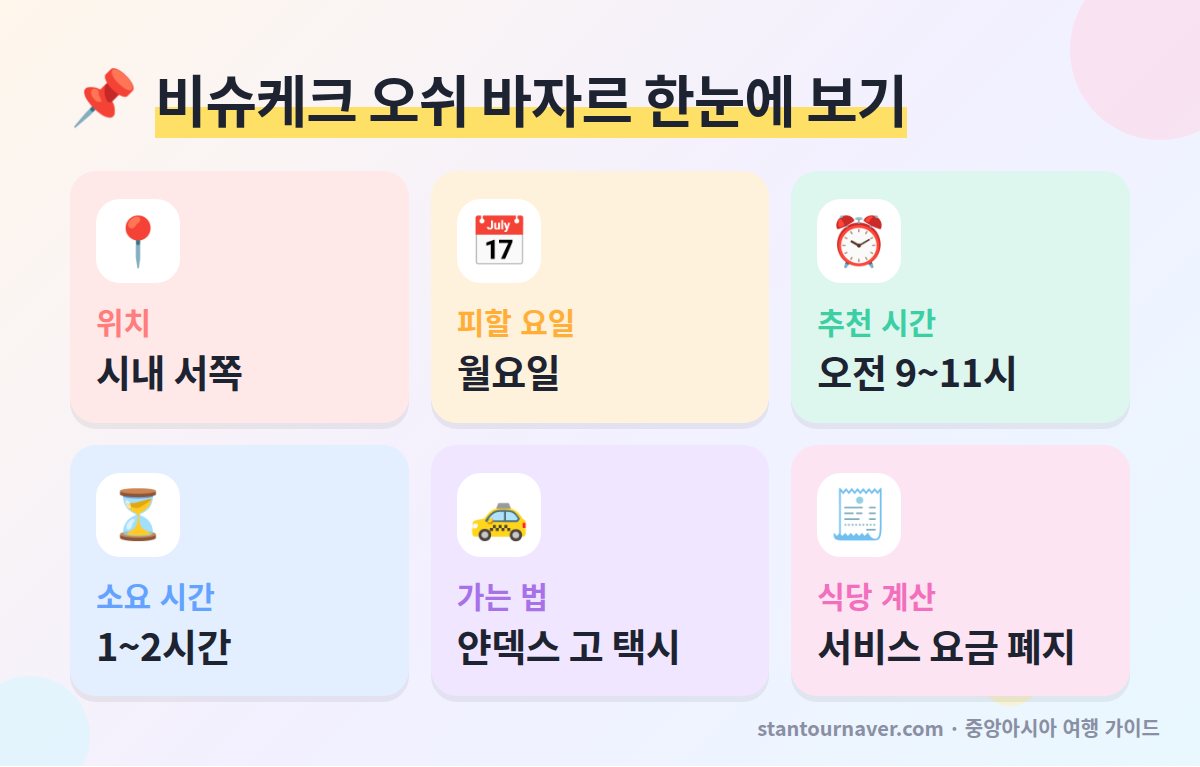 비슈케크 오쉬 바자르 한눈에 보기
July
17
위치
시내 서쪽
피할 요일
월요일
추천 시간
오전 9~11시
소요 시간
1~2시간
가는 법
얀덱스 고 택시
식당 계산
서비스 요금 폐지
stantournaver.com · 중앙아시아 여행 가이드